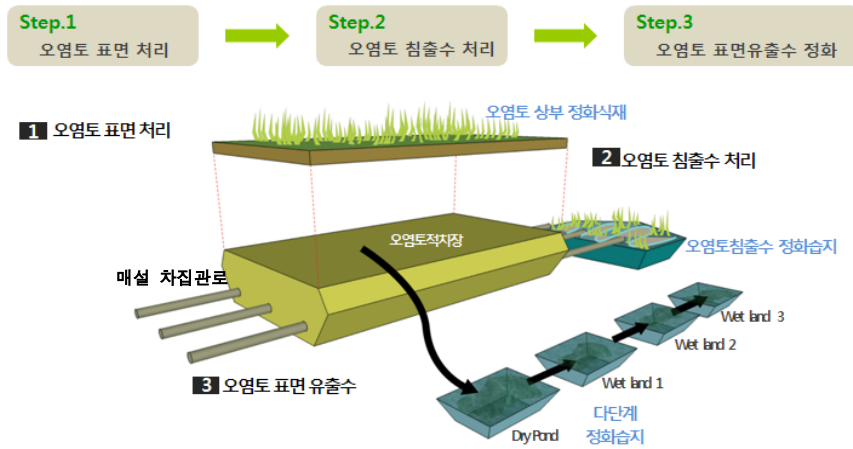 Step.1
오염토 표면 처리
Step.2
오염토 침출수 처리
Step.3
오염토 표면유출수 정화
오염토 상부 정화식재
1 오염토 표면 처리
2 오염토 침출수 처리
오염토적치장
오염토침출수 정화습지
매설 차집관로
Wet land 3
Wet land 2
3 오염토 표면 유출수
Wet land 1
다단계
정화습지
Dry Pond